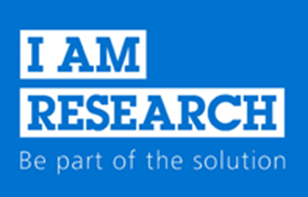 I AM
RESEARCH
Be part of the solution